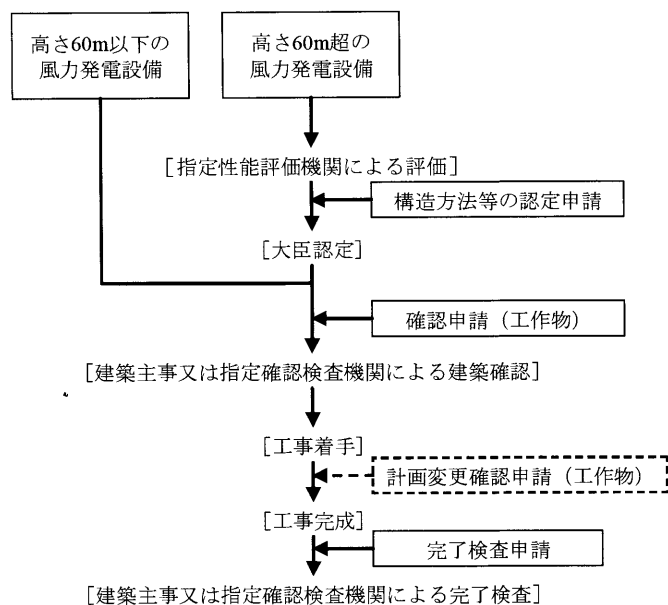 高さ60m以下の
風力発電設備
高さ60m超の
風力発電設備
[指定性能評価機関による評価]
構造方法等の認定申請
[大臣認定]
確認申請（工作物）
[建築主事又は指定確認検査機関による建築確認]
[工事着手]
計画変更確認申請（工作物）
[工事完成]
完了検査申請
[建築主事又は指定確認検査機関による完了検査]